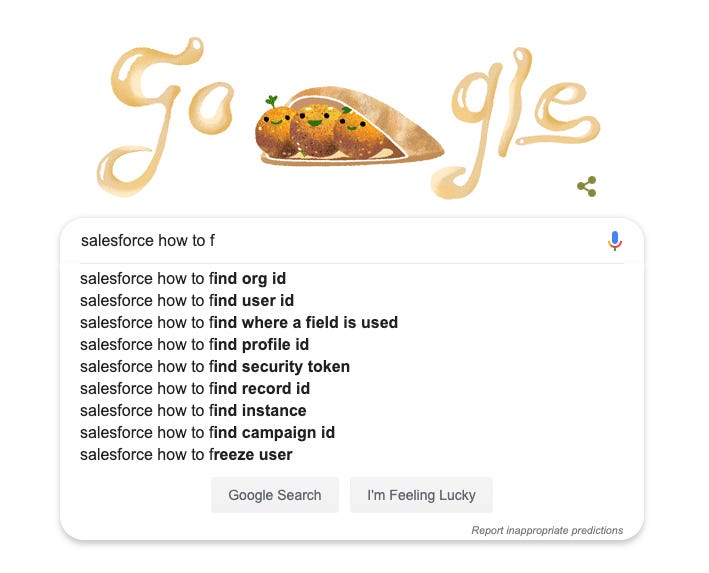 Google
salesforce how to f
salesforce how to find org id
salesforce how to find user id
salesforce how to find where a field is used
salesforce how to find profile id
salesforce how to find security token
salesforce how to find record id
salesforce how to find instance
salesforce how to find campaign id
salesforce how to freeze user
Google Search I'm Feeling Lucky
Report inappropriate predictions